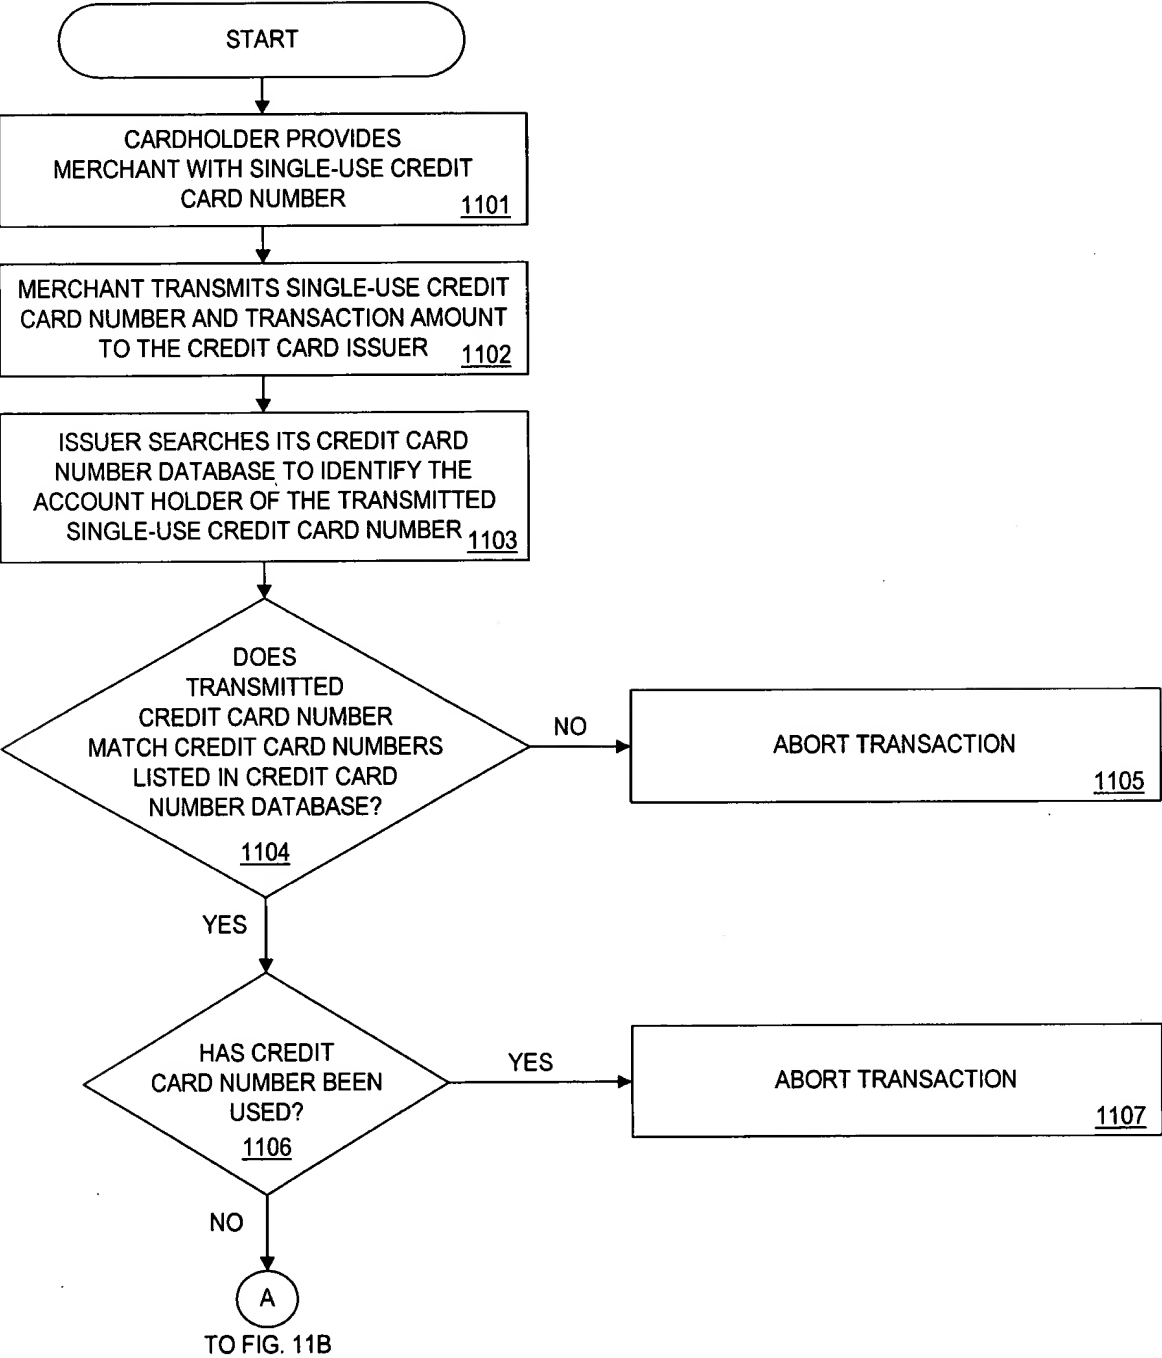 START
CARDHOLDER PROVIDES
MERCHANT WITH SINGLE-USE CREDIT
CARD NUMBER
1101
MERCHANT TRANSMITS SINGLE-USE CREDIT
CARD NUMBER AND TRANSACTION AMOUNT
TO THE CREDIT CARD ISSUER
1102
ISSUER SEARCHES ITS CREDIT CARD
NUMBER DATABASE TO IDENTIFY THE
ACCOUNT HOLDER OF THE TRANSMITTED
SINGLE-USE CREDIT CARD NUMBER
1103
DOES
TRANSMITTED
CREDIT CARD NUMBER
MATCH CREDIT CARD NUMBERS
LISTED IN CREDIT CARD
NUMBER DATABASE?
1104
NO
ABORT TRANSACTION
1105
YES
HAS CREDIT
CARD NUMBER BEEN
USED?
1106
YES
ABORT TRANSACTION
1107
NO
A
TO FIG. 11B